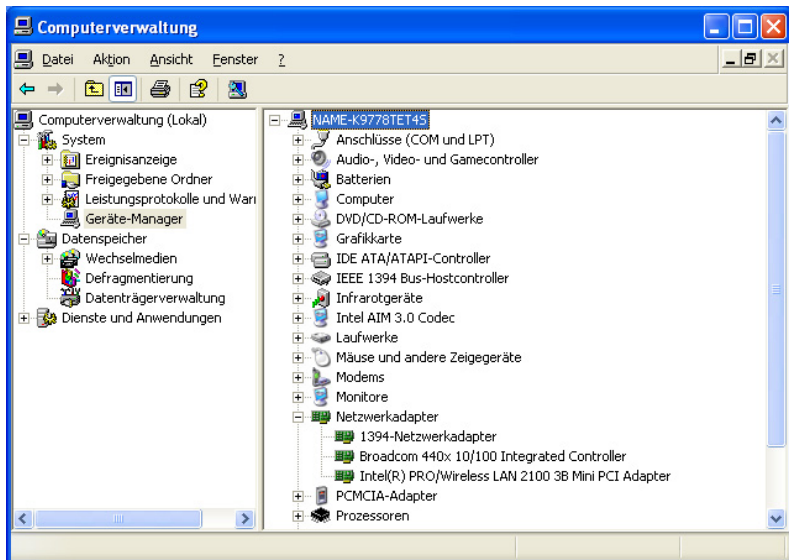 Computerverwaltung
Datei Aktion Ansicht Fenster ?
Computerverwaltung (Lokal)
System
Ereignisanzeige
Freigegebene Ordner
Leistungsprotokolle und Warn
Geräte-Manager
Datenspeicher
Wechselmedien
Defragmentierung
Datenträgerverwaltung
Dienste und Anwendungen
NAME-K9778TET4S
Anschlüsse (COM und LPT)
Audio-, Video- und Gamecontroller
Batterien
Computer
DVD/CD-ROM-Laufwerke
Grafikkarte
IDE ATA/ATAPI-Controller
IEEE 1394 Bus-Hostcontroller
Infrarotgeräte
Intel AIM 3.0 Codec
Laufwerke
Mäuse und andere Zeigegeräte
Modems
Monitore
Netzwerkadapter
1394-Netzwerkadapter
Broadcom 440x 10/100 Integrated Controller
Intel(R) PRO/Wireless LAN 2100 3B Mini PCI Adapter
PCMCIA-Adapter
Prozessoren